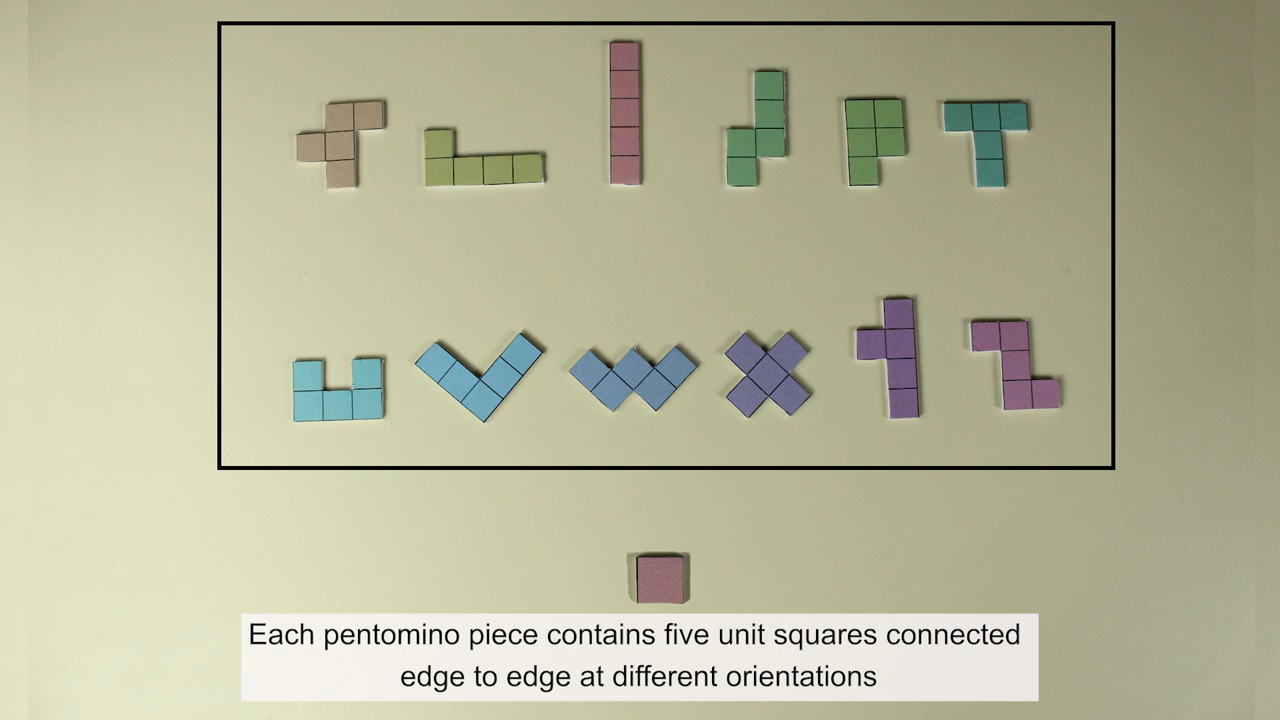 Each pentomino piece contains five unit squares connected
edge to edge at different orientations